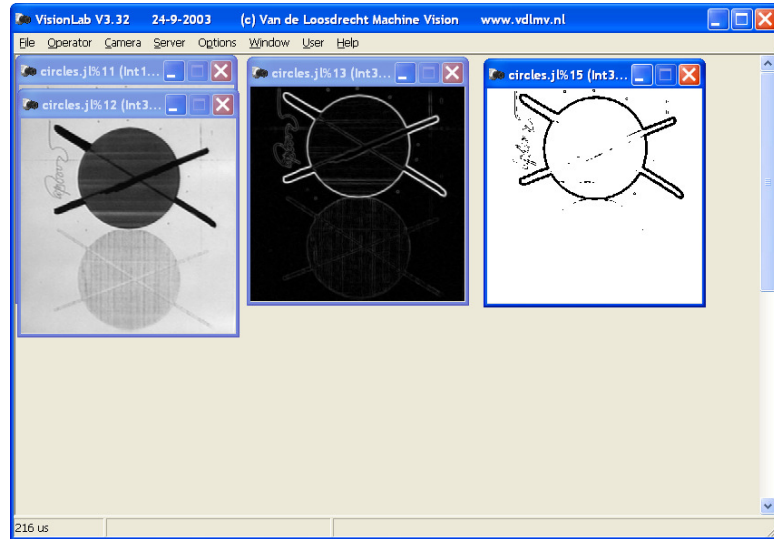 VisionLab V3.32 24-9-2003 (c) Van de Loosdrecht Machine Vision www.vdlmv.nl
File Operator Camera Server Options Window User Help
circles.jl%11 (Int1...
circles.jl%13 (Int3...
circles.jl%15 (Int3...
circles.jl%12 (Int3...
216 us